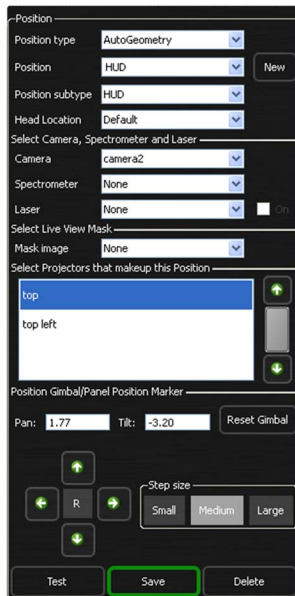 Position
Position type AutoGeometry
Position HUD New
Position subtype HUD
Head Location Default
Select Camera, Spectrometer and Laser
Camera camera2
Spectrometer None
Laser None On
Select Live View Mask
Mask image None
Select Projectors that makeup this Position
top
top left
Position Gimbal/Panel Position Marker
Pan: 1.77 Tilt: -3.20 Reset Gimbal
Step size
R Small Medium Large
Test Save Delete